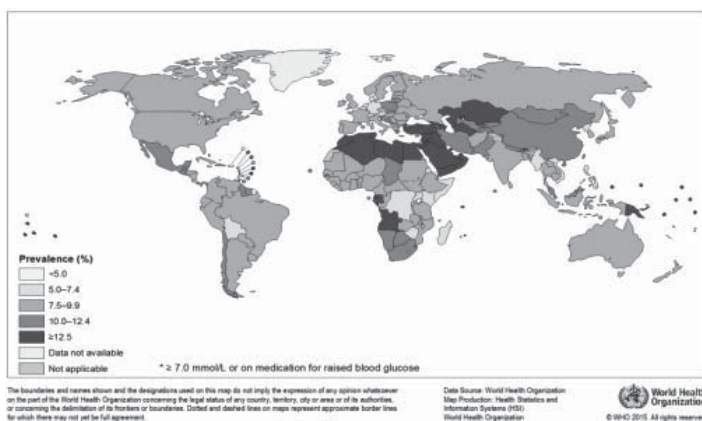 Prevalence (%)
<5.0
5.0–7.4
7.5–9.9
10.0–12.4
≥12.5
Data not available
Not applicable
* ≥ 7.0 mmol/L or on medication for raised blood glucose
The boundaries and names shown and the designations used on this map do not imply the expression of any opinion whatsoever
on the part of the World Health Organization concerning the legal status of any country, territory, city or area or of its authorities,
or concerning the delimitation of its frontiers or boundaries. Dotted and dashed lines on maps represent approximate border lines
for which there may not yet be full agreement.
Data Source: World Health Organization
Map Production: Health Statistics and
Information Systems (HSI)
World Health Organization
World Health
Organization
© WHO 2015. All rights reserved.